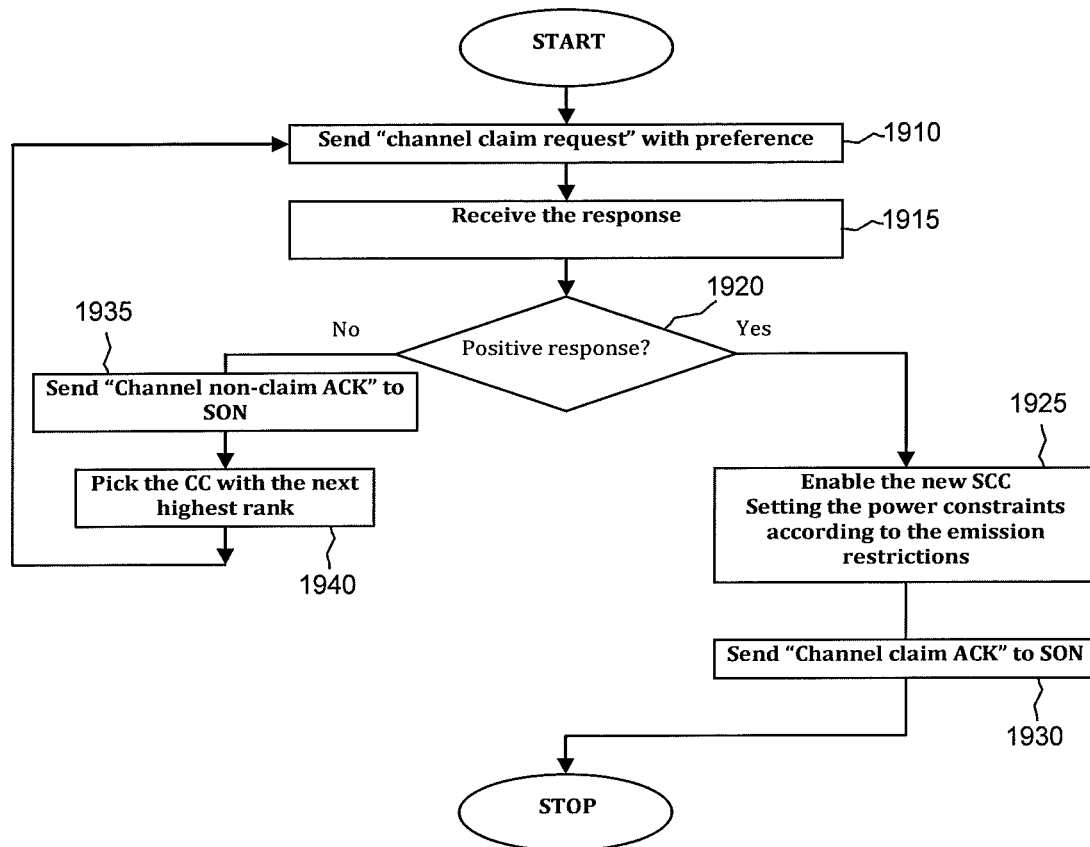 START
Send “channel claim request” with preference
1910
Receive the response
1915
1920
Positive response?
No
Yes
1935
Send “Channel non-claim ACK” to
SON
Pick the CC with the next
highest rank
1940
1925
Enable the new SCC
Setting the power constraints
according to the emission
restrictions
Send “Channel claim ACK” to SON
1930
STOP